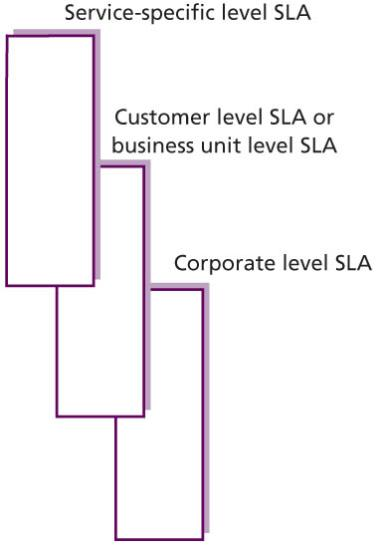 Service-specific level SLA
Customer level SLA or
business unit level SLA
Corporate level SLA